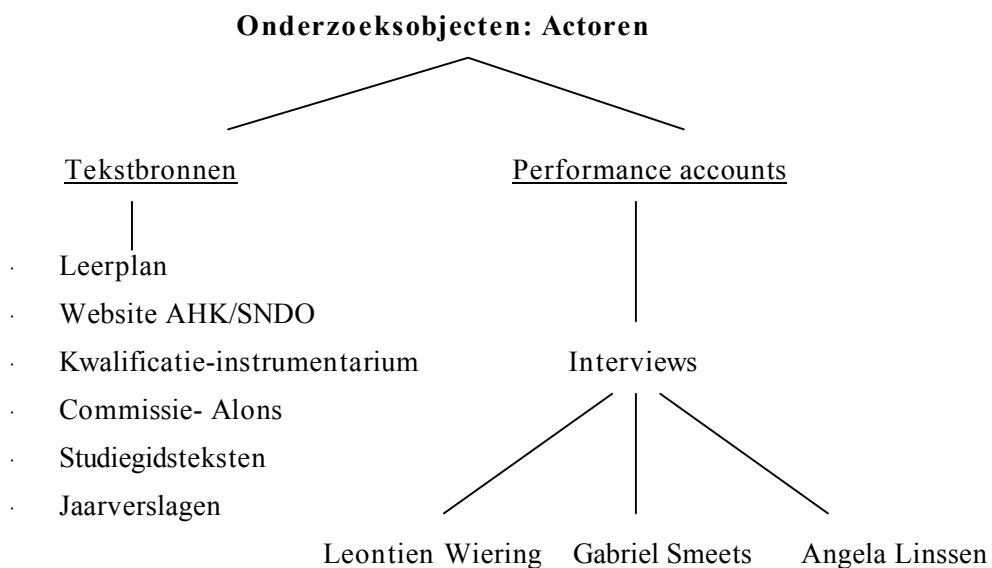 Onderzoeksobjecten: Actoren
Tekstbronnen
Performance accounts
· Leerplan
· Website AHK/SNDO
· Kwalificatie-instrumentarium
· Commissie- Alons
· Studiegidsteksten
· Jaarverslagen
Interviews
Leontien Wiering
Gabriel Smeets
Angela Linssen